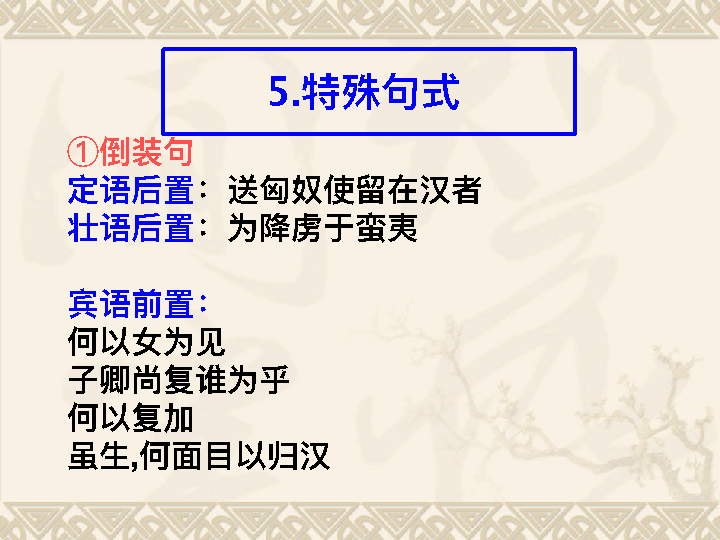 5.特殊句式
①倒装句
定语后置：送匈奴使留在汉者
壮语后置：为降虏于蛮夷
宾语前置：
何以女为见
子卿尚复谁为乎
何以复加
虽生,何面目以归汉